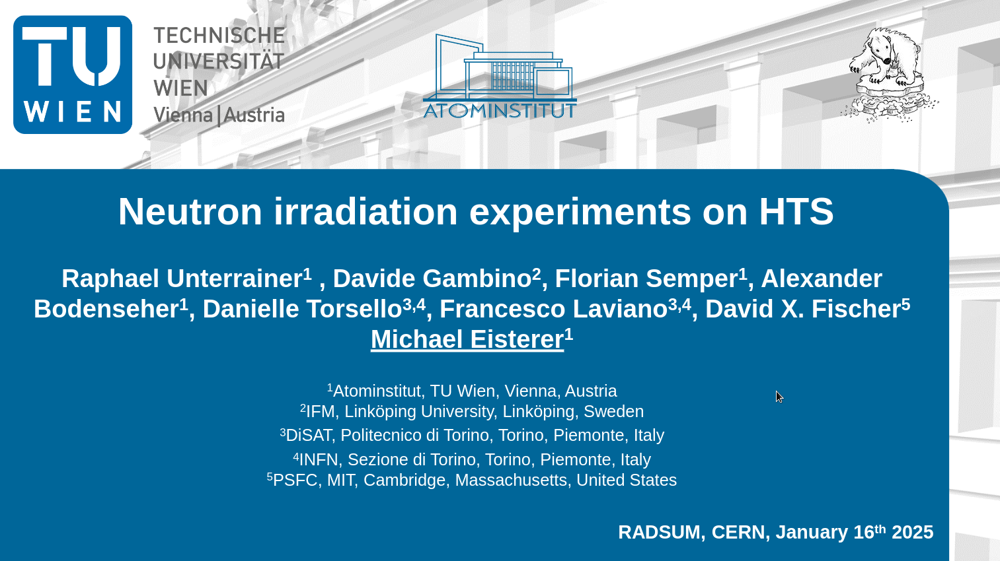 TU
WIEN
TECHNISCHE
UNIVERSITÄT
WIEN
Vienna|Austria
ATOMINSTITUT
Neutron irradiation experiments on HTS
Raphael Unterrainer¹ , Davide Gambino², Florian Semper¹, Alexander
Bodenseher¹, Danielle Torsello³,⁴, Francesco Laviano³,⁴, David X. Fischer⁵
Michael Eisterer¹
¹Atominstitut, TU Wien, Vienna, Austria
²IFM, Linköping University, Linköping, Sweden
³DiSAT, Politecnico di Torino, Torino, Piemonte, Italy
⁴INFN, Sezione di Torino, Torino, Piemonte, Italy
⁵PSFC, MIT, Cambridge, Massachusetts, United States
RADSUM, CERN, January 16th 2025